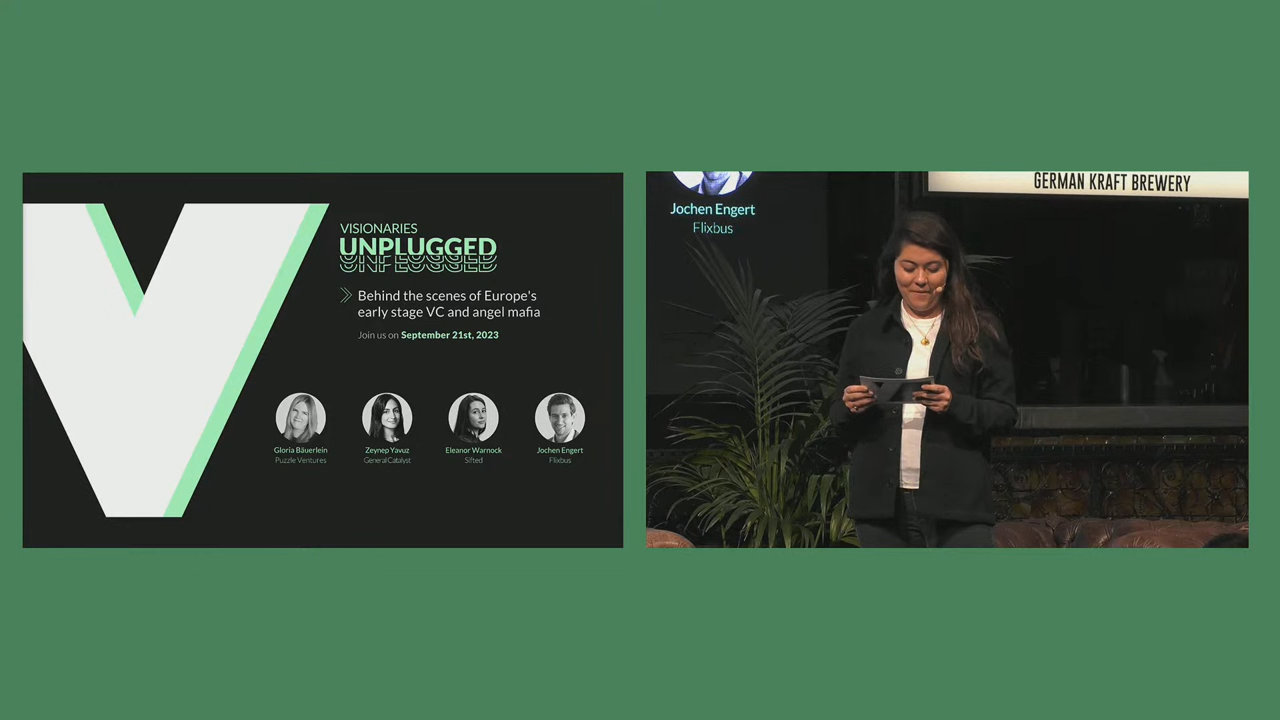 VISIONARIES
UNPLUGGED
UNPLUGGED
Behind the scenes of Europe's
early stage VC and angel mafia
Join us on September 21st, 2023
Gloria Bäuerlein
Puzzle Ventures
Zeynep Yavuz
General Catalyst
Eleanor Warnock
Sifted
Jochen Engert
Flixbus
Jochen Engert
Flixbus
GERMAN KRAFT BREWERY